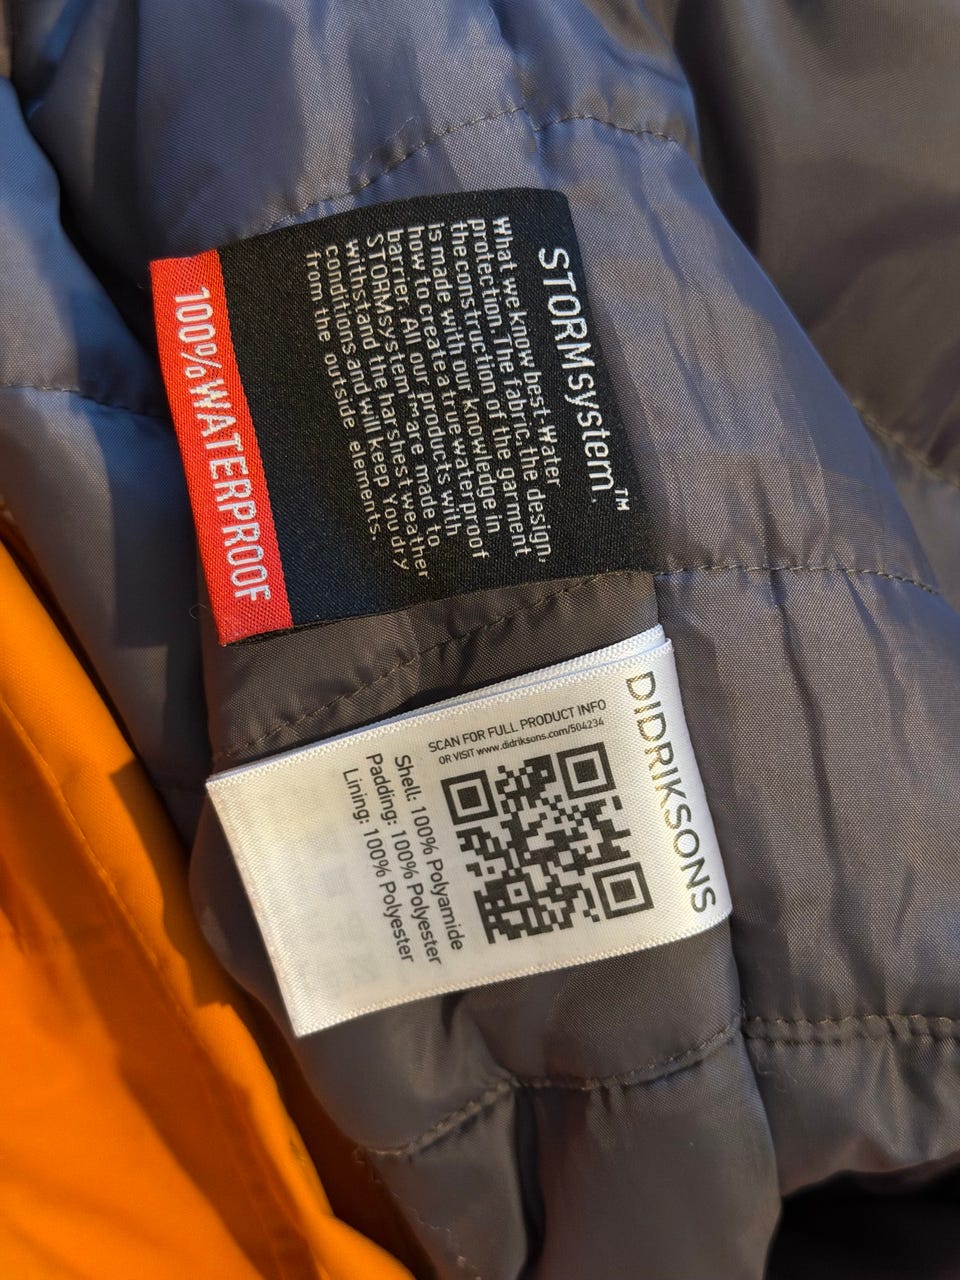 STORMsystem.™
What we know best. Water
protection. The fabric, the design,
the construction of the garment
is made with our knowledge in
how to create a true waterproof
barrier. All our products with
STORMsystem™ are made to
withstand the harshest weather
conditions and will keep you dry
from the outside elements.
100% WATERPROOF
DIDRIKSONS
SCAN FOR FULL PRODUCT INFO
OR VISIT www.didriksons.com/504234
Shell: 100% Polyamide
Padding: 100% Polyester
Lining: 100% Polyester